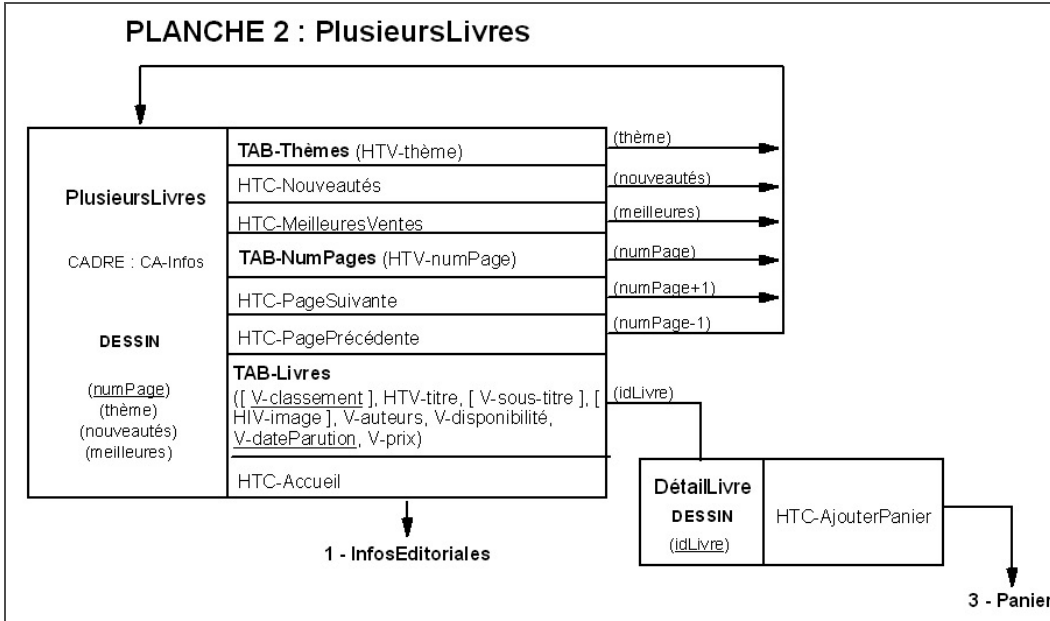 PLANCHE 2 : PlusieursLivres
PlusieursLivres
CADRE : CA-Infos
DESSIN
(numPage)
(thème)
(nouveautés)
(meilleures)
TAB-Thèmes (HTV-thème)
(thème)
HTC-Nouveautés
(nouveautés)
HTC-MeilleuresVentes
(meilleures)
TAB-NumPages (HTV-numPage)
(numPage)
HTC-PageSuivante
(numPage+1)
HTC-PagePrécédente
(numPage-1)
TAB-Livres
([ V-classement ], HTV-titre, [ V-sous-titre ], [
HIV-image ], V-auteurs, V-disponibilité,
V-dateParution, V-prix)
(idLivre)
HTC-Accueil
1 - InfosEditoriales
DétailLivre
DESSIN
(idLivre)
HTC-AjouterPanier
3 - Panier